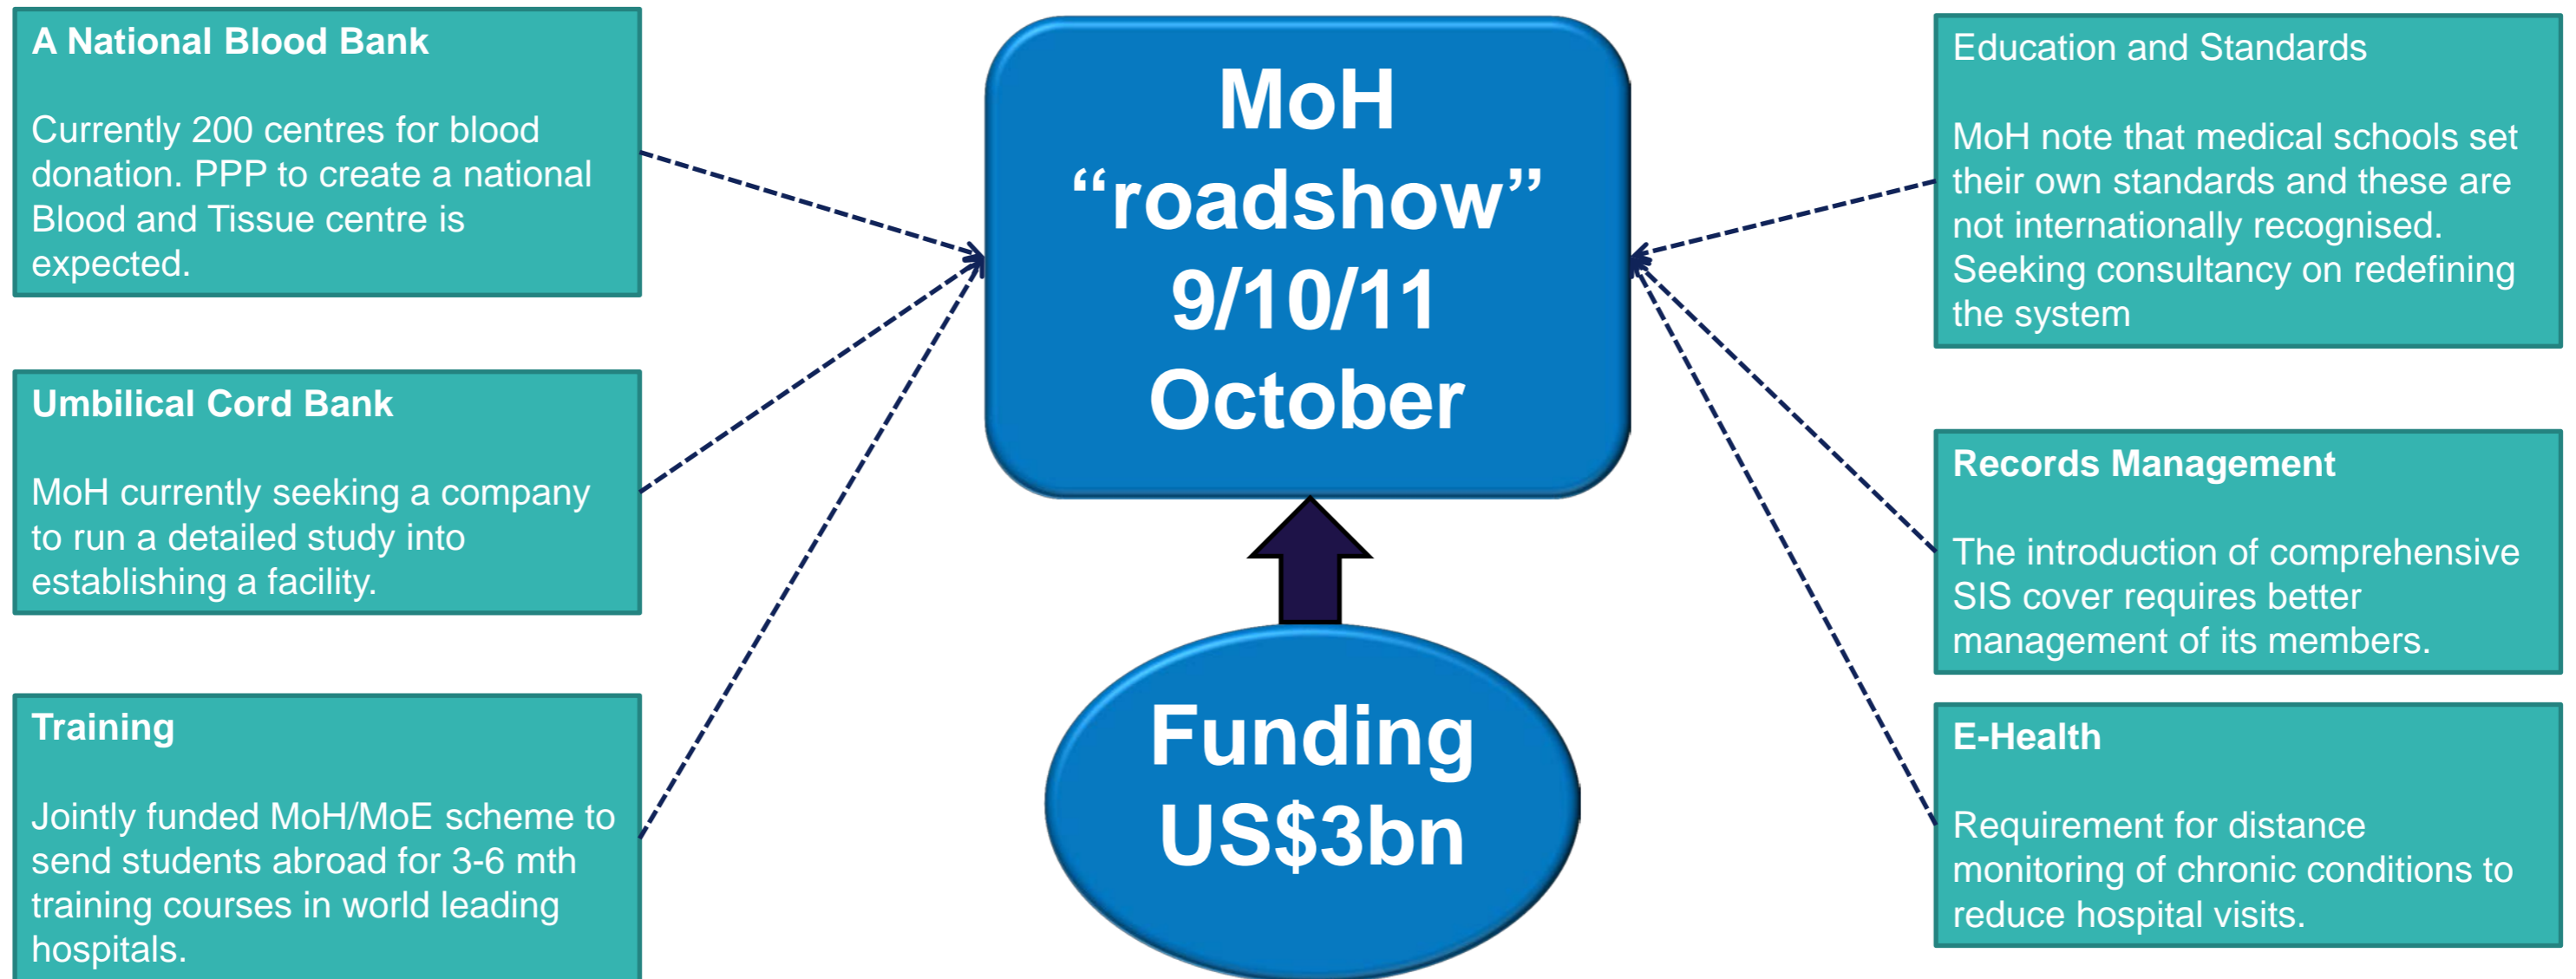 A National Blood Bank
Currently 200 centres for blood
donation. PPP to create a national
Blood and Tissue centre is
expected.
Umbilical Cord Bank
MoH currently seeking a company
to run a detailed study into
establishing a facility.
Training
Jointly funded MoH/MoE scheme to
send students abroad for 3-6 mth
training courses in world leading
hospitals.
MoH
“roadshow”
9/10/11
October
Funding
US$3bn
Education and Standards
MoH note that medical schools set
their own standards and these are
not internationally recognised.
Seeking consultancy on redefining
the system
Records Management
The introduction of comprehensive
SIS cover requires better
management of its members.
E-Health
Requirement for distance
monitoring of chronic conditions to
reduce hospital visits.